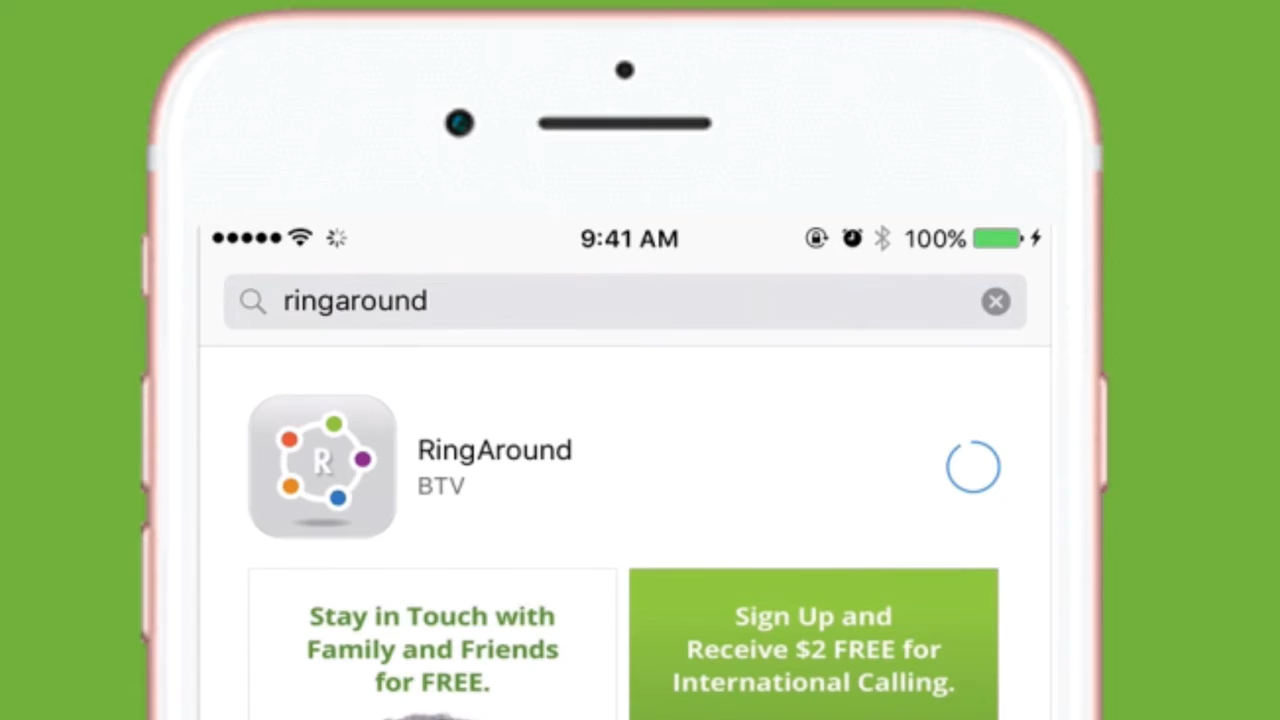 9:41 AM
100%
ringaround
R
RingAround
BTV
Stay in Touch with
Family and Friends
for FREE.
Sign Up and
Receive $2 FREE for
International Calling.